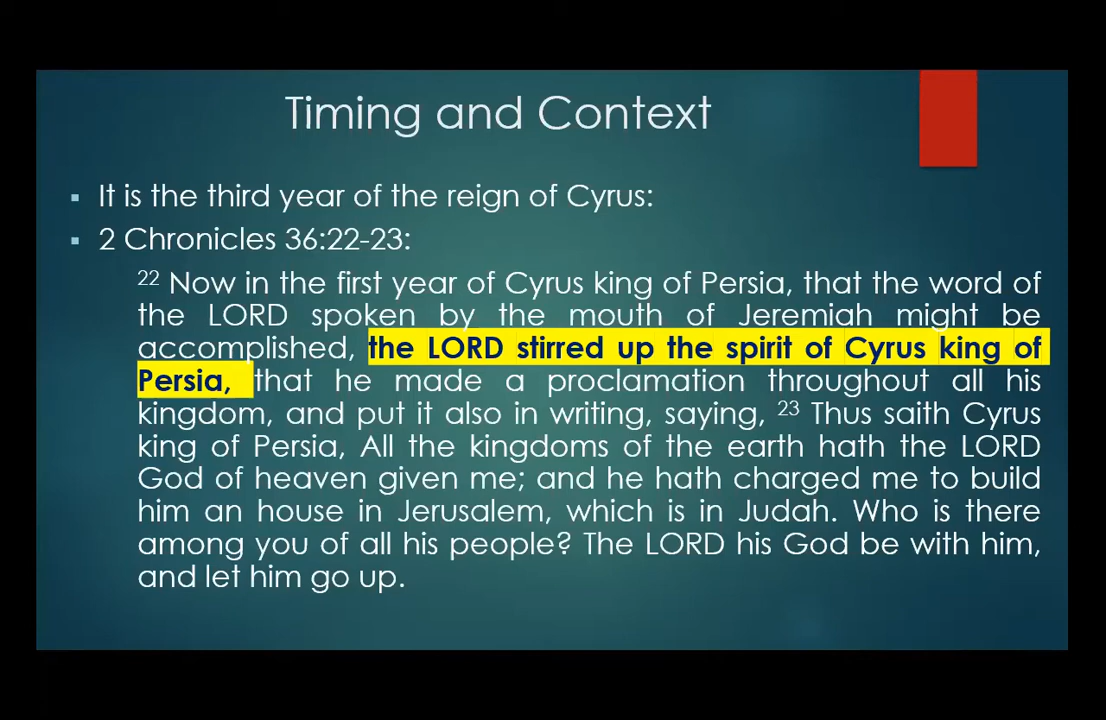 Timing and Context
▪ It is the third year of the reign of Cyrus:
▪ 2 Chronicles 36:22-23:
22 Now in the first year of Cyrus king of Persia, that the word of
the LORD spoken by the mouth of Jeremiah might be
accomplished, the LORD stirred up the spirit of Cyrus king of
Persia, that he made a proclamation throughout all his
kingdom, and put it also in writing, saying, 23 Thus saith Cyrus
king of Persia, All the kingdoms of the earth hath the LORD
God of heaven given me; and he hath charged me to build
him an house in Jerusalem, which is in Judah. Who is there
among you of all his people? The LORD his God be with him,
and let him go up.